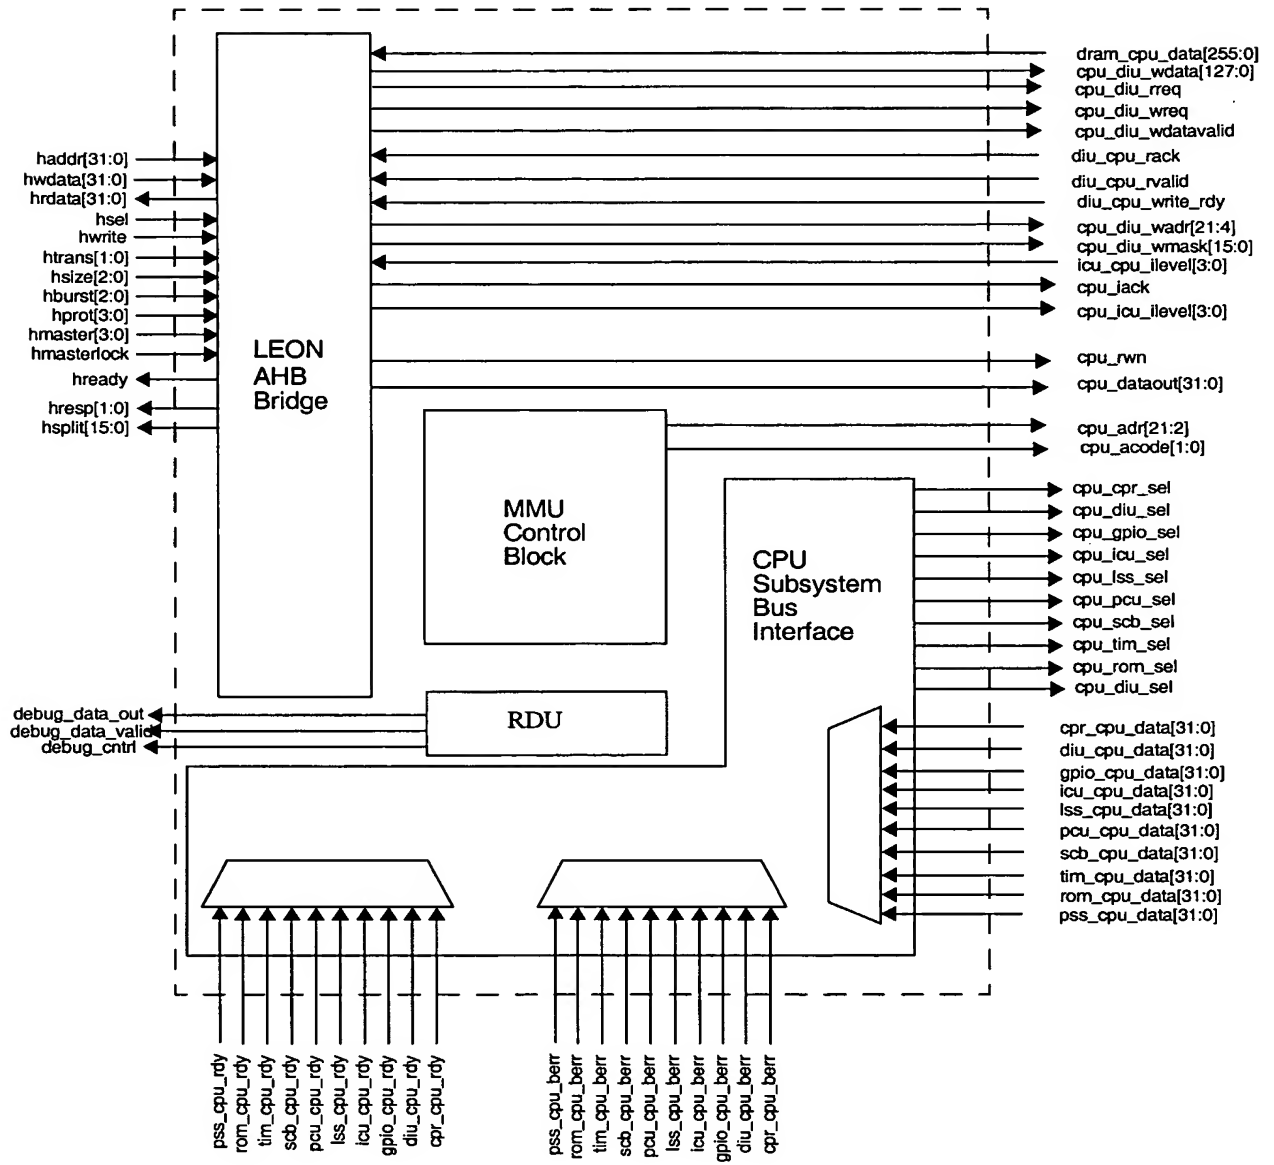 haddr[31:0]
hwdata[31:0]
hrdata[31:0]
hsel
hwrite
htrans[1:0]
hsize[2:0]
hburst[2:0]
hprot[3:0]
hmaster[3:0]
hmasterlock
hready
hresp[1:0]
hsplit[15:0]
LEON
AHB
Bridge
dram_cpu_data[255:0]
cpu_diu_wdata[127:0]
cpu_diu_rreq
cpu_diu_wreq
cpu_diu_wdatavalid
diu_cpu_rack
diu_cpu_rvalid
diu_cpu_write_rdy
cpu_diu_wadr[21:4]
cpu_diu_wmask[15:0]
icu_cpu_ilevel[3:0]
cpu_iack
cpu_icu_ilevel[3:0]
cpu_rwn
cpu_dataout[31:0]
cpu_adr[21:2]
cpu_acode[1:0]
MMU
Control
Block
CPU
Subsystem
Bus
Interface
cpu_cpr_sel
cpu_diu_sel
cpu_gpio_sel
cpu_icu_sel
cpu_lss_sel
cpu_pcu_sel
cpu_scb_sel
cpu_tim_sel
cpu_rom_sel
cpu_diu_sel
debug_data_out
debug_data_valid
debug_cntrl
RDU
cpr_cpu_data[31:0]
diu_cpu_data[31:0]
gpio_cpu_data[31:0]
icu_cpu_data[31:0]
lss_cpu_data[31:0]
pcu_cpu_data[31:0]
scb_cpu_data[31:0]
tim_cpu_data[31:0]
rom_cpu_data[31:0]
pss_cpu_data[31:0]
pss_cpu_rdy
rom_cpu_rdy
tim_cpu_rdy
scb_cpu_rdy
pcu_cpu_rdy
lss_cpu_rdy
icu_cpu_rdy
gpio_cpu_rdy
diu_cpu_rdy
cpr_cpu_rdy
pss_cpu_berr
rom_cpu_berr
tim_cpu_berr
scb_cpu_berr
pcu_cpu_berr
lss_cpu_berr
icu_cpu_berr
gpio_cpu_berr
diu_cpu_berr
cpr_cpu_berr